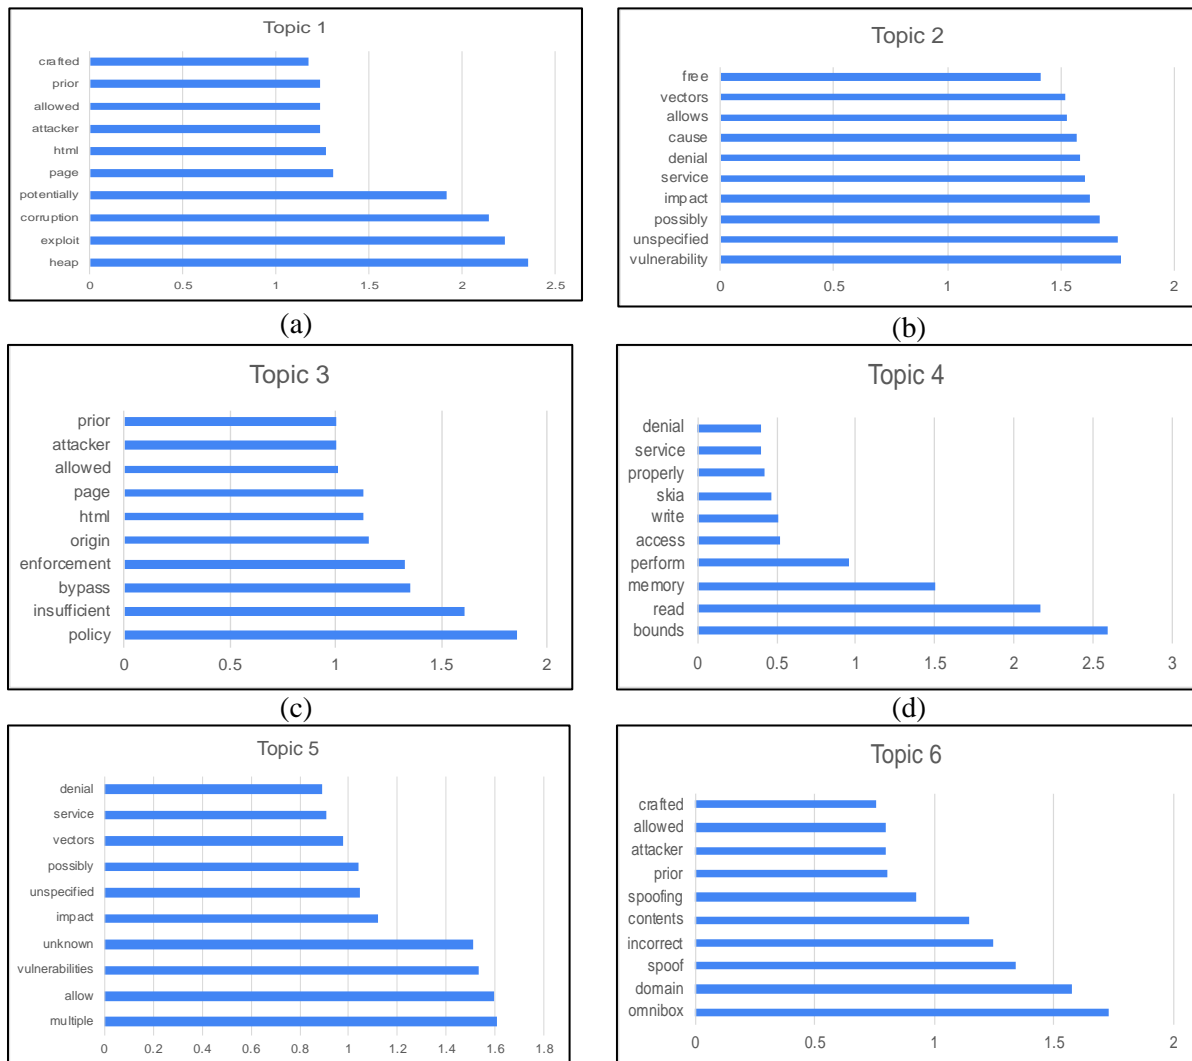 Topic 1
crafted
prior
allowed
attacker
html
page
potentially
corruption
exploit
heap
0 0.5 1 1.5 2 2.5
(a)
Topic 2
free
vectors
allows
cause
denial
service
impact
possibly
unspecified
vulnerability
0 0.5 1 1.5 2
(b)
Topic 3
prior
attacker
allowed
page
html
origin
enforcement
bypass
insufficient
policy
0 0.5 1 1.5 2
(c)
Topic 4
denial
service
properly
skia
write
access
perform
memory
read
bounds
0 0.5 1 1.5 2 2.5 3
(d)
Topic 5
denial
service
vectors
possibly
unspecified
impact
unknown
vulnerabilities
allow
multiple
0 0.2 0.4 0.6 0.8 1 1.2 1.4 1.6 1.8
Topic 6
crafted
allowed
attacker
prior
spoofing
contents
incorrect
spoof
domain
omnibox
0 0.5 1 1.5 2